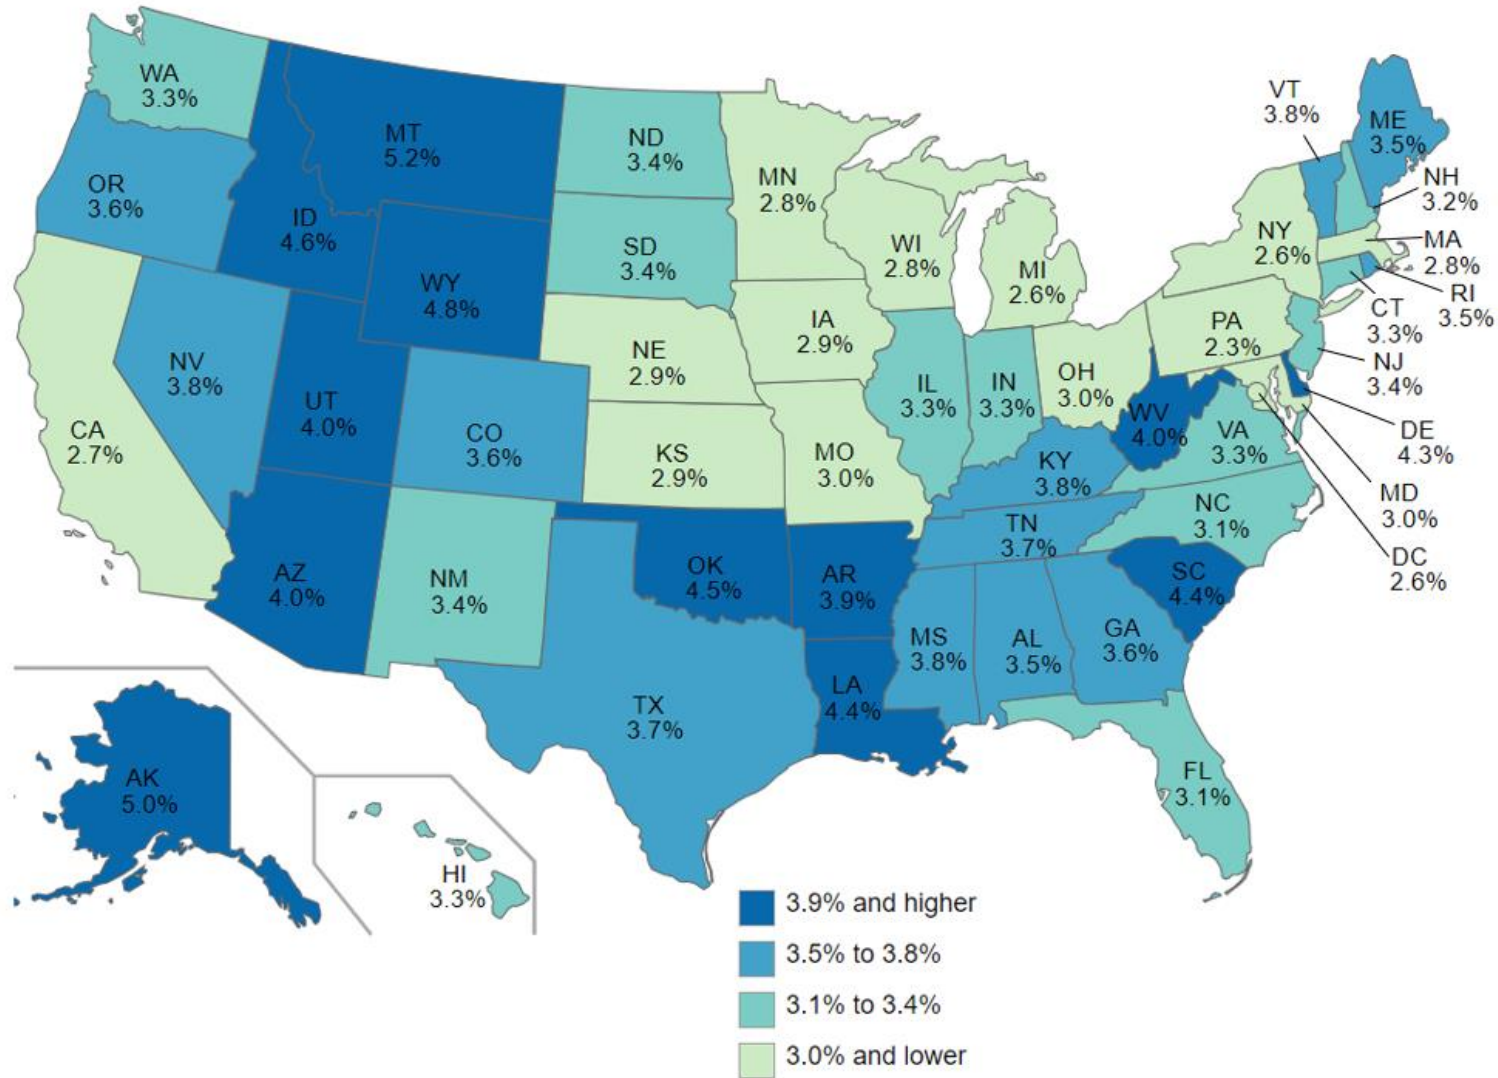 WA
3.3%
MT
5.2%
ND
3.4%
MN
2.8%
OR
3.6%
ID
4.6%
WY
4.8%
SD
3.4%
WI
2.8%
MI
2.6%
NY
2.6%
VT
3.8%
ME
3.5%
NH
3.2%
MA
2.8%
RI
3.5%
CT
3.3%
NJ
3.4%
DE
4.3%
MD
3.0%
DC
2.6%
CA
2.7%
NV
3.8%
UT
4.0%
CO
3.6%
NE
2.9%
KS
2.9%
IA
2.9%
MO
3.0%
IL
3.3%
IN
3.3%
OH
3.0%
PA
2.3%
WV
4.0%
VA
3.3%
KY
3.8%
NC
3.1%
TN
3.7%
SC
4.4%
AZ
4.0%
NM
3.4%
OK
4.5%
AR
3.9%
MS
3.8%
AL
3.5%
GA
3.6%
TX
3.7%
LA
4.4%
FL
3.1%
AK
5.0%
HI
3.3%
3.9% and higher
3.5% to 3.8%
3.1% to 3.4%
3.0% and lower